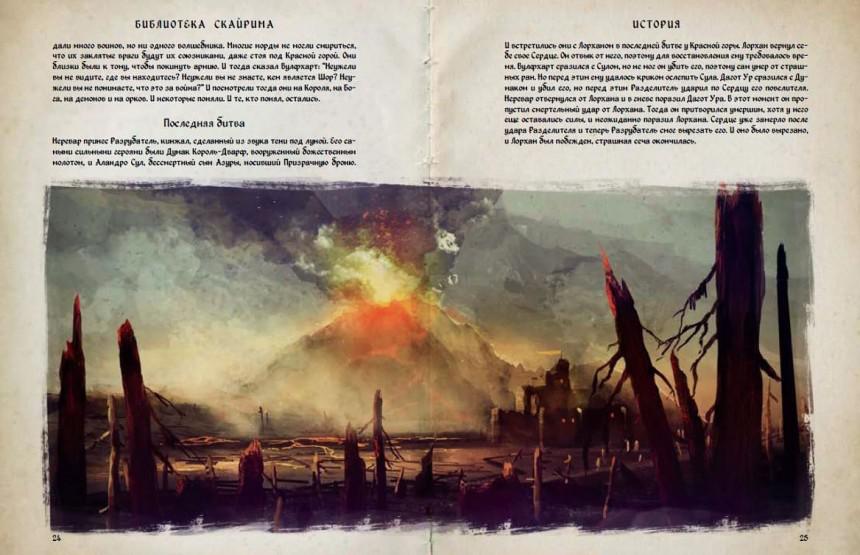 БИБЛИОТЕКА СКАЙРИМА
дали много воинов, но ни одного волшебника. Многие норды не могли смириться,
что их заклятые враги будут их союзниками, даже стоя под Красной горой. Они
близки были к тому, чтобы покинуть армию. И тогда сказал Вулфхарт: "Неужели
вы не видите, где вы находитесь? Неужели вы не знаете, кем является Шор? Неу-
жели вы не понимаете, что это за война?" И посмотрели тогда они на Короля, на Бо-
га, на демонов и на орков. И некоторые поняли. И те, кто понял, остались.
Последняя битва
Неревар принес Разрубатель, кинжал, сделанный из звука тени под луной. Его са-
мыми сильными героями были Думак Король-Дварф, вооруженный божественным
молотом, и Аландро Сул, бессмертный сын Азуры, носивший Призрачную броню.
24
ИСТОРИЯ
И встретились они с Лорханом в последней битве у Красной горы. Лорхан вернул се-
бе свое Сердце. Он отвык от него, поэтому для восстановления ему требовалось вре-
мя. Вулфхарт сразился с Сулом, но не мог он убить его, поэтому сам умер от страш-
ных ран. Но перед этим ему удалось криком ослепить Сула. Дагот Ур сразился с Ду-
маком и убил его, но перед этим Разделитель ударил по Сердцу его повелителя.
Неревар отвернулся от Лорхана и в гневе поразил Дагот Ура. В этот момент он про-
пустил смертельный удар от Лорхана. Тогда он притворился умершим, хотя у него
еще оставались силы, и неожиданно поразил Лорхана. Сердце уже замерло после
удара Разделителя и теперь Разрубатель смог вырезать его. И оно было вырезано,
и Лорхан был побежден, страшная сеча окончилась.
25